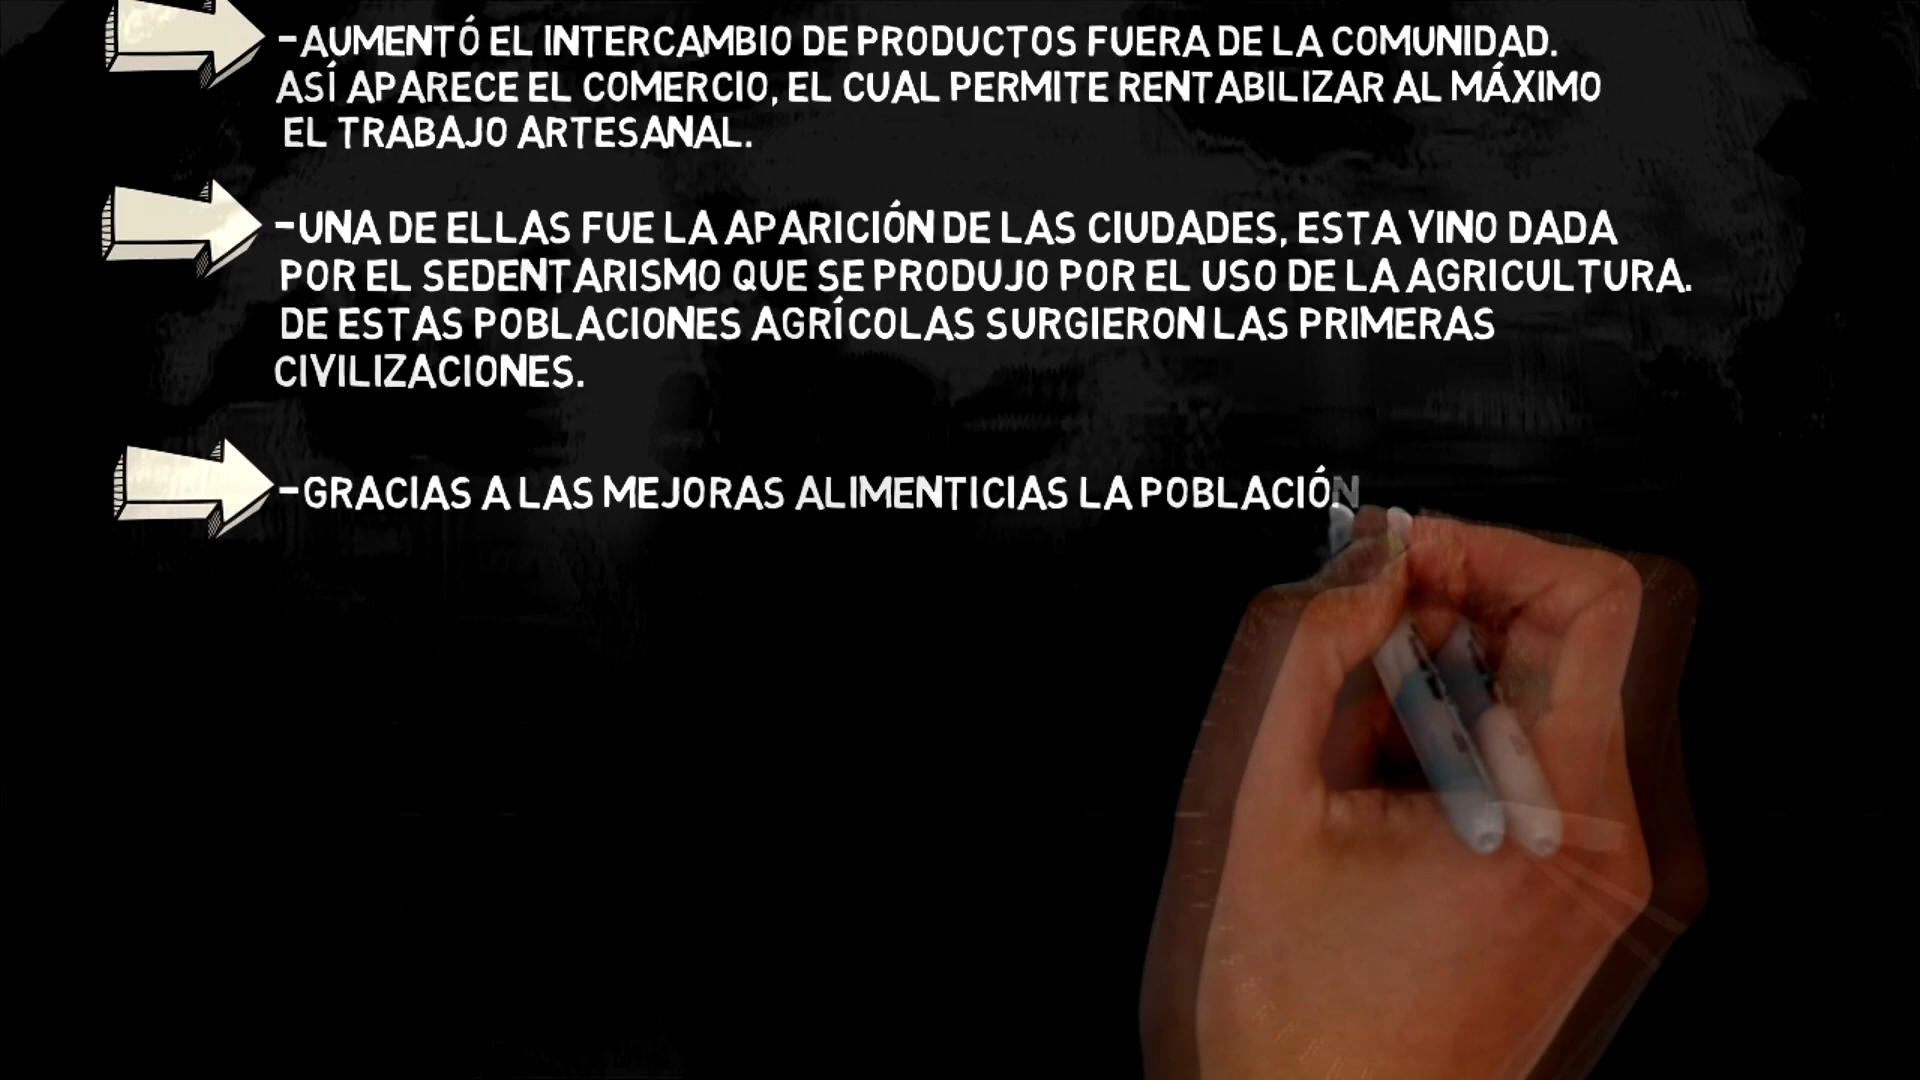 -AUMENTÓ EL INTERCAMBIO DE PRODUCTOS FUERA DE LA COMUNIDAD.
ASÍ APARECE EL COMERCIO, EL CUAL PERMITE RENTABILIZAR AL MÁXIMO
EL TRABAJO ARTESANAL.
-UNA DE ELLAS FUE LA APARICIÓN DE LAS CIUDADES, ESTA VINO DADA
POR EL SEDENTARISMO QUE SE PRODUJO POR EL USO DE LA AGRICULTURA.
DE ESTAS POBLACIONES AGRÍCOLAS SURGIERON LAS PRIMERAS
CIVILIZACIONES.
-GRACIAS A LAS MEJORAS ALIMENTICIAS LA POBLACIÓN